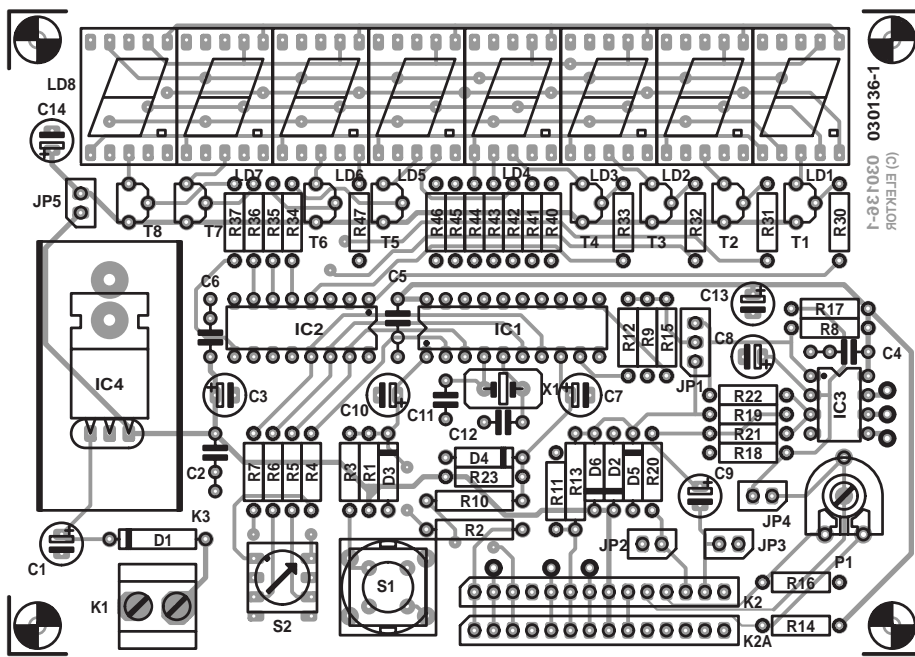 LD8
C14
030136-1
(C) ELEKTOR
030136-1
JP5
LD7
LD6
LD5
LD4
LD3
LD2
LD1
T8
T7
R37
R36
R35
R34
T6
R47
T5
R46
R45
R44
R43
R42
R41
R40
T4
R33
T3
R32
T2
R31
T1
R30
C6
C5
C13
R17
R8
IC2
IC1
R12
R9
R15
C8
C4
JP1
IC4
C3
C10
C11
X1
C7
R22
R19
R21
R18
IC3
C12
C2
R7
R6
R5
R4
R3
R1
D3
D4
R23
R11
R13
D6
D2
D5
R20
C9
R10
JP4
K3
R2
C1
D1
JP2
JP3
P1
K1
S2
S1
K2
R16
K2A
R14